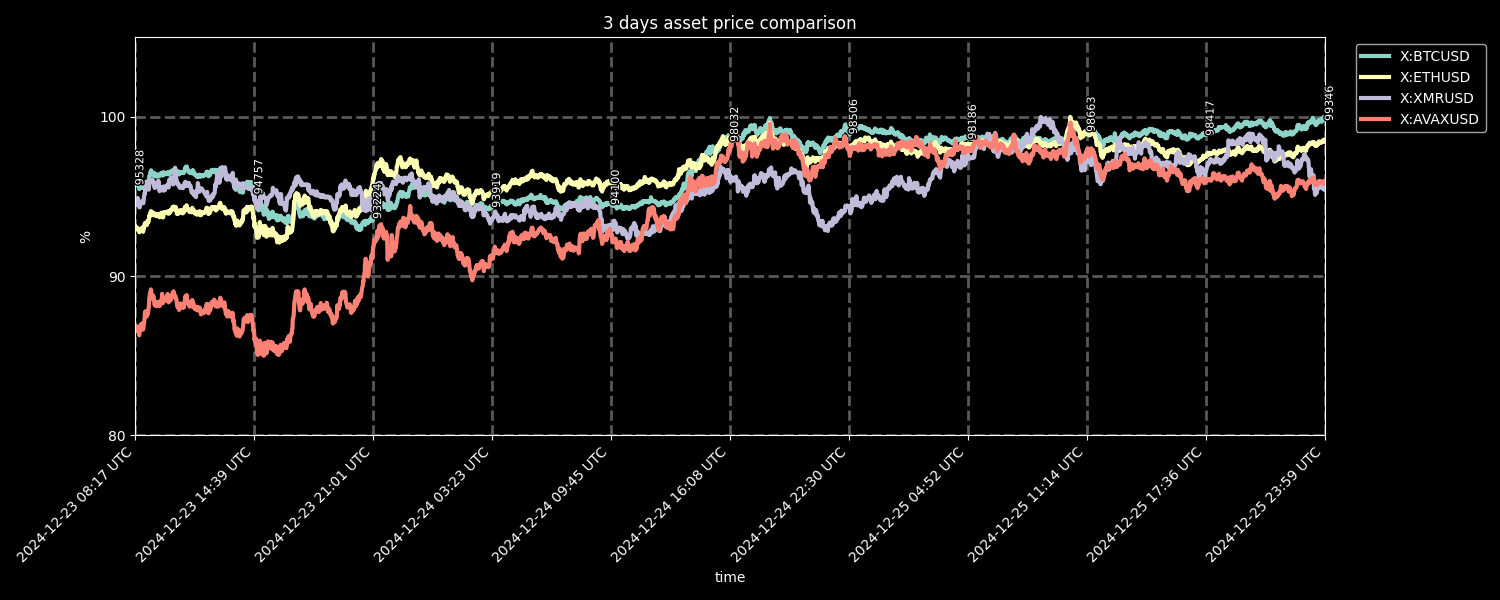 3 days asset price comparison
X:BTCUSD
X:ETHUSD
X:XMRUSD
X:AVAXUSD
100
90
80
%
95328
94757
93224
93919
94100
98032
98506
98186
98663
98417
99346
2024-12-23 08:17 UTC
2024-12-23 14:39 UTC
2024-12-23 21:01 UTC
2024-12-24 03:23 UTC
2024-12-24 09:45 UTC
2024-12-24 16:08 UTC
2024-12-24 22:30 UTC
2024-12-25 04:52 UTC
2024-12-25 11:14 UTC
2024-12-25 17:36 UTC
2024-12-25 23:59 UTC
time